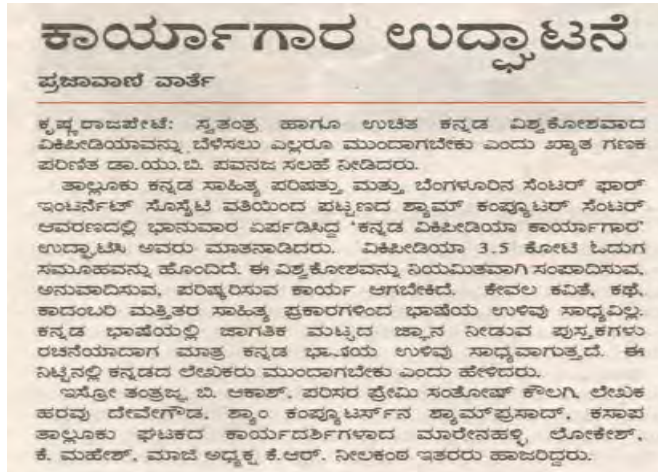 ಕಾರ್ಯಾಗಾರ ಉದ್ಘಾಟನೆ
ಪ್ರಜಾವಾಣಿ ವಾರ್ತೆ
ಕೃಷ್ಣರಾಜಪೇಟೆ: ಸ್ವತಂತ್ರ ಹಾಗೂ ಉಚಿತ ಕನ್ನಡ ವಿಶ್ವಕೋಶವಾದ
ವಿಕಿಪೀಡಿಯಾವನ್ನು ಬೆಳೆಸಲು ಎಲ್ಲರೂ ಮುಂದಾಗಬೇಕು ಎಂದು ಖ್ಯಾತ ಗಣಕ
ಪರಿಣಿತ ಡಾ.ಯು.ಬಿ. ಪವನಜ ಸಲಹೆ ನೀಡಿದರು.
ತಾಲ್ಲೂಕು ಕನ್ನಡ ಸಾಹಿತ್ಯ ಪರಿಷತ್ತು ಮತ್ತು ಬೆಂಗಳೂರಿನ ಸೆಂಟರ್ ಫಾರ್
ಇಂಟರ್ನೆಟ್ ಸೊಸೈಟಿ ವತಿಯಿಂದ ಪಟ್ಟಣದ ಶ್ಯಾಮ್ ಕಂಪ್ಯೂಟರ್ ಸೆಂಟರ್
ಆವರಣದಲ್ಲಿ ಭಾನುವಾರ ಏರ್ಪಡಿಸಿದ್ದ 'ಕನ್ನಡ ವಿಕಿಪೀಡಿಯಾ ಕಾರ್ಯಾಗಾರ'
ಉದ್ಘಾಟಿಸಿ ಅವರು ಮಾತನಾಡಿದರು. ವಿಕಿಪೀಡಿಯಾ 3.5 ಕೋಟಿ ಓದುಗ
ಸಮೂಹವನ್ನು ಹೊಂದಿದೆ. ಈ ವಿಶ್ವಕೋಶವನ್ನು ನಿಯಮಿತವಾಗಿ ಸಂಪಾದಿಸುವ,
ಅನುವಾದಿಸುವ, ಪರಿಷ್ಕರಿಸುವ ಕಾರ್ಯ ಆಗಬೇಕಿದೆ. ಕೇವಲ ಕವಿತೆ, ಕಥೆ,
ಕಾದಂಬರಿ ಮತ್ತಿತರ ಸಾಹಿತ್ಯ ಪ್ರಕಾರಗಳಿಂದ ಭಾಷೆಯ ಉಳಿವು ಸಾಧ್ಯವಿಲ್ಲ.
ಕನ್ನಡ ಭಾಷೆಯಲ್ಲಿ ಜಾಗತಿಕ ಮಟ್ಟದ ಜ್ಞಾನ ನೀಡುವ ಪುಸ್ತಕಗಳು
ರಚನೆಯಾದಾಗ ಮಾತ್ರ ಕನ್ನಡ ಉಳಿವು ಸಾಧ್ಯವಾಗುತ್ತದೆ. ಈ
ನಿಟ್ಟಿನಲ್ಲಿ ಕನ್ನಡದ ಲೇಖಕರು ಮುಂದಾಗಬೇಕು ಎಂದು ಹೇಳಿದರು.
ಇಸ್ರೋ ತಂತ್ರಜ್ಞ ಬಿ. ಆಕಾಶ್, ಪರಿಸರ ಪ್ರೇಮಿ ಸಂತೋಷ್ ಕೌಲಗಿ, ಲೇಖಕ
ಹರವು ದೇವೇಗೌಡ, ಶ್ಯಾಂ ಕಂಪ್ಯೂಟರ್ಸ್‌ನ ಶ್ಯಾಮ್‌ಪ್ರಸಾದ್, ಕಸಾಪ
ತಾಲ್ಲೂಕು ಘಟಕದ ಕಾರ್ಯದರ್ಶಿಗಳಾದ ಮಾರೇನಹಳ್ಳಿ ಲೋಕೇಶ್,
ಕೆ. ಮಹೇಶ್, ಮಾಜಿ ಅಧ್ಯಕ್ಷ ಕೆ.ಆರ್. ನೀಲಕಂಠ ಇತರರು ಹಾಜರಿದ್ದರು.